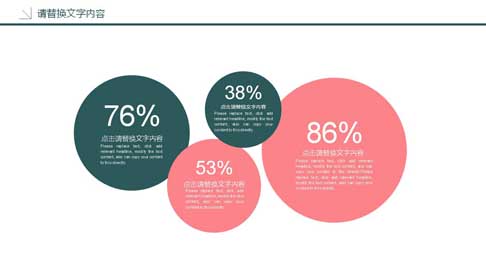 请替换文字内容
76%
点击请替换文字内容
Please replace text, click add
relevant headline, modify the text
content, also can copy your content
to this directly.
38%
点击请替换文字内容
Please replace text, click add
relevant headline, modify the text
content, also can copy your
content to this directly.
53%
点击请替换文字内容
Please replace text, click add
relevant headline, modify the text
content, also can copy your
content to this directly.
86%
点击请替换文字内容
Please replace text, click add relevant
headline, modify the text content, also can
copy your content to this directly.Please
replace text, click add relevant headline,
modify the text content, also can copy your
content to this directly.